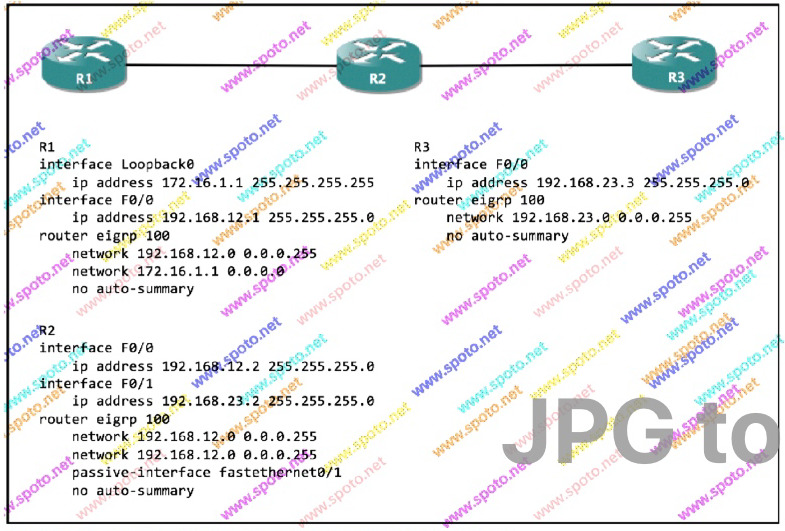 R1
R2
R3
R1
interface Loopback0
ip address 172.16.1.1 255.255.255.255
interface F0/0
ip address 192.168.12.1 255.255.255.0
router eigrp 100
network 192.168.12.0 0.0.0.255
network 172.16.1.1 0.0.0.0
no auto-summary
R3
interface F0/0
ip address 192.168.23.3 255.255.255.0
router eigrp 100
network 192.168.23.0 0.0.0.255
no auto-summary
R2
interface F0/0
ip address 192.168.12.2 255.255.255.0
interface F0/1
ip address 192.168.23.2 255.255.255.0
router eigrp 100
network 192.168.12.0 0.0.0.255
network 192.168.12.0 0.0.0.255
passive-interface fastethernet0/1
no auto-summary
JPG to
www.spoto.net